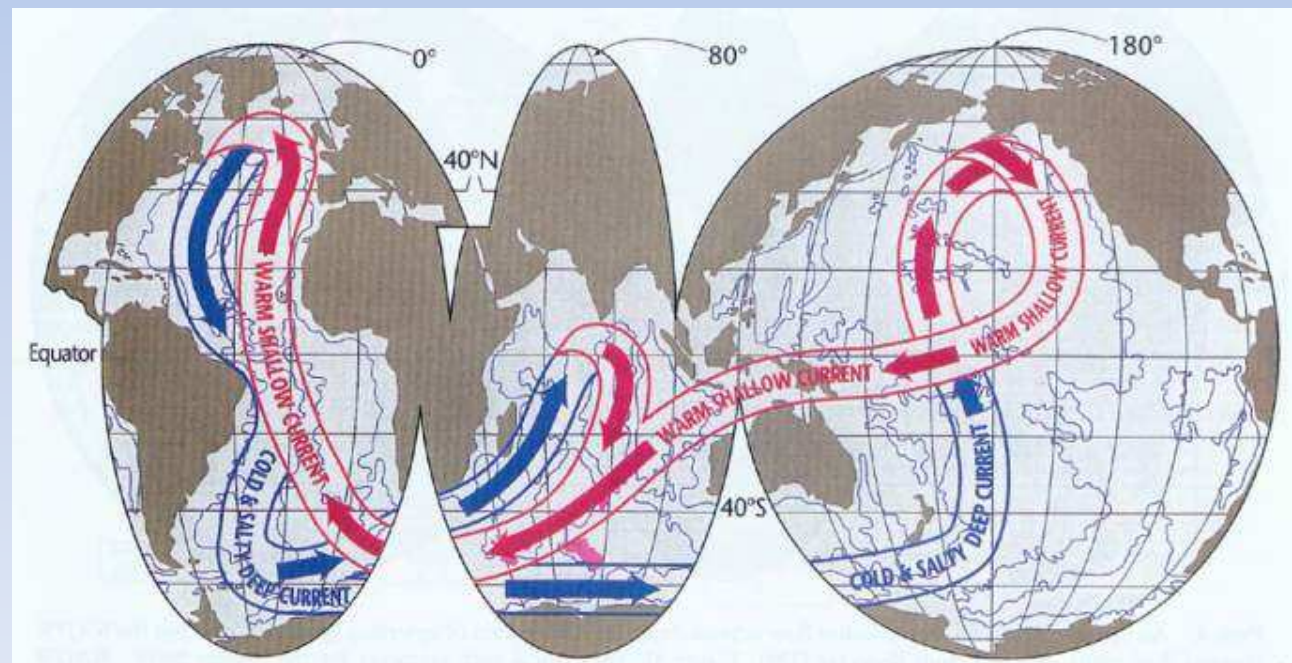 0°
80°
180°
40°N
Equator
40°S
WARM SHALLOW CURRENT
COLD & SALTY DEEP CURRENT
WARM SHALLOW CURRENT
WARM SHALLOW CURRENT
COLD & SALTY DEEP CURRENT